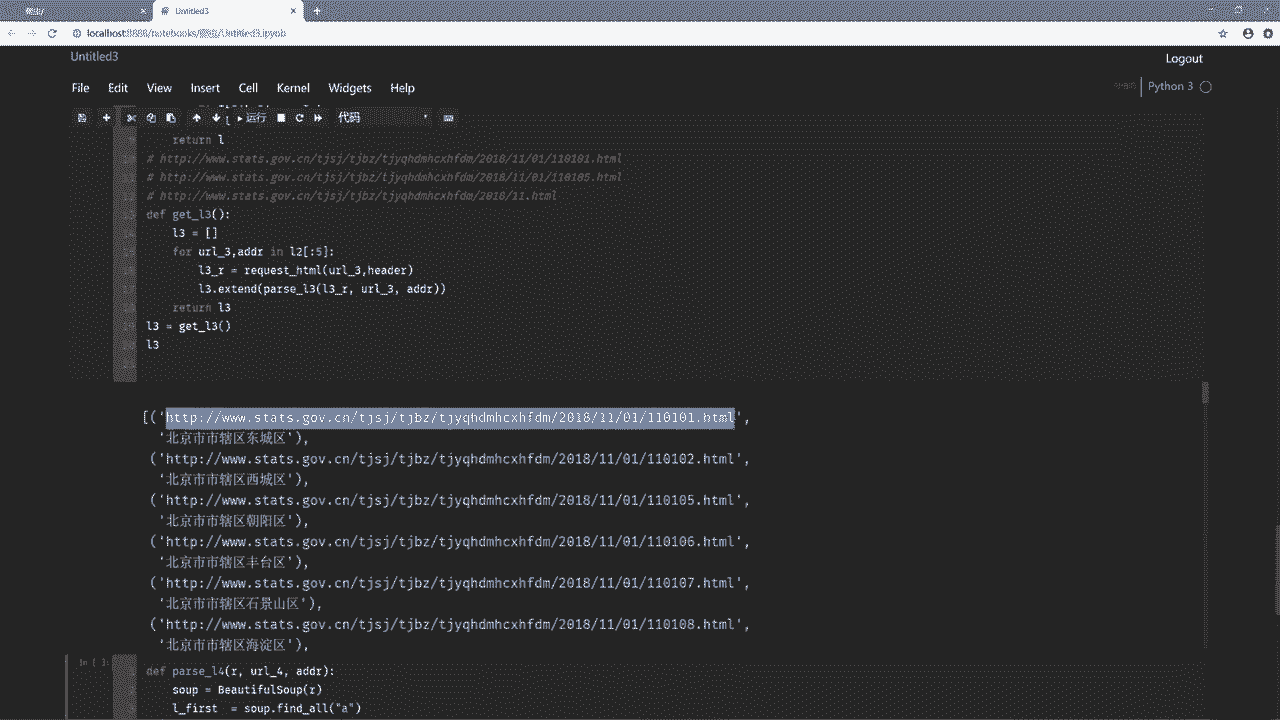 Untitled3
localhost:8888/notebooks/ /Untitled3.ipynb
Untitled3
Logout
File Edit View Insert Cell Kernel Widgets Help
Python 3
运行 代码
return l
# http://www.stats.gov.cn/tjsj/tjbz/tjyqhdmhcxhfdm/2018/11/01/110101.html
# http://www.stats.gov.cn/tjsj/tjbz/tjyqhdmhcxhfdm/2018/11/01/110105.html
# http://www.stats.gov.cn/tjsj/tjbz/tjyqhdmhcxhfdm/2018/11.html
def get_l3():
l3 = []
for url_3,addr in l2[:5]:
l3_r = request_html(url_3,header)
l3.extend(parse_l3(l3_r, url_3, addr))
return l3
l3 = get_l3()
l3
[('http://www.stats.gov.cn/tjsj/tjbz/tjyqhdmhcxhfdm/2018/11/01/110101.html',
'北京市市辖区东城区'),
('http://www.stats.gov.cn/tjsj/tjbz/tjyqhdmhcxhfdm/2018/11/01/110102.html',
'北京市市辖区西城区'),
('http://www.stats.gov.cn/tjsj/tjbz/tjyqhdmhcxhfdm/2018/11/01/110105.html',
'北京市市辖区朝阳区'),
('http://www.stats.gov.cn/tjsj/tjbz/tjyqhdmhcxhfdm/2018/11/01/110106.html',
'北京市市辖区丰台区'),
('http://www.stats.gov.cn/tjsj/tjbz/tjyqhdmhcxhfdm/2018/11/01/110107.html',
'北京市市辖区石景山区'),
('http://www.stats.gov.cn/tjsj/tjbz/tjyqhdmhcxhfdm/2018/11/01/110108.html',
'北京市市辖区海淀区'),
In [ ]:
def parse_l4(r, url_4, addr):
soup = BeautifulSoup(r)
l_first = soup.find_all("a")